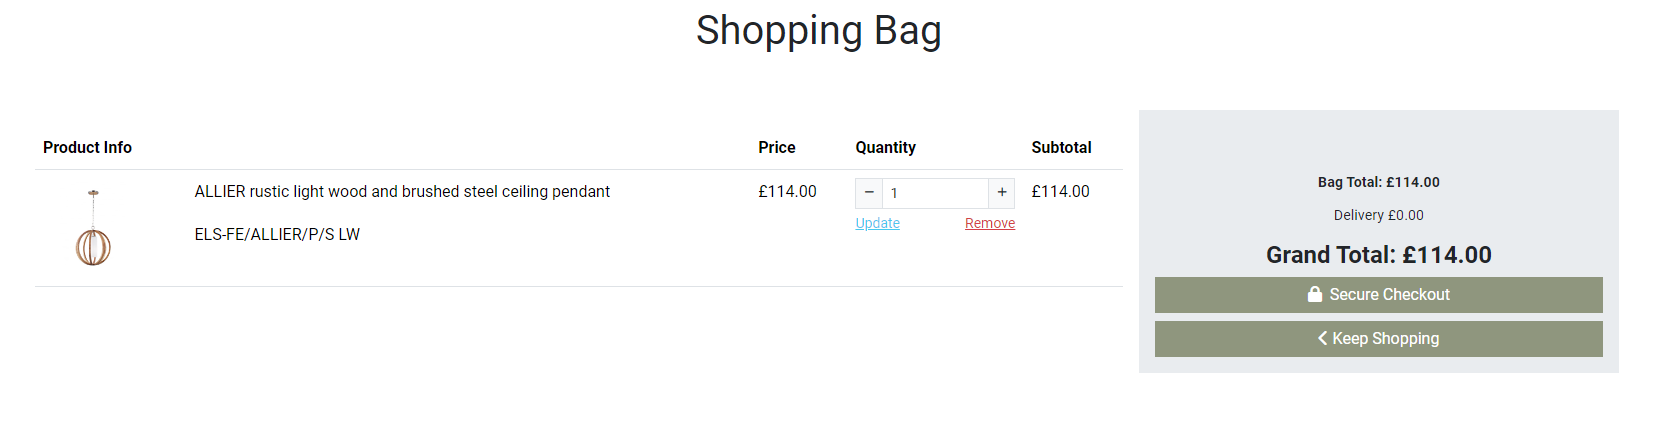 Shopping Bag
Product Info Price Quantity Subtotal
ALLIER rustic light wood and brushed steel ceiling pendant £114.00 − 1 + £114.00
Update Remove
ELS-FE/ALLIER/P/S LW
Bag Total: £114.00
Delivery £0.00
Grand Total: £114.00
Secure Checkout
Keep Shopping